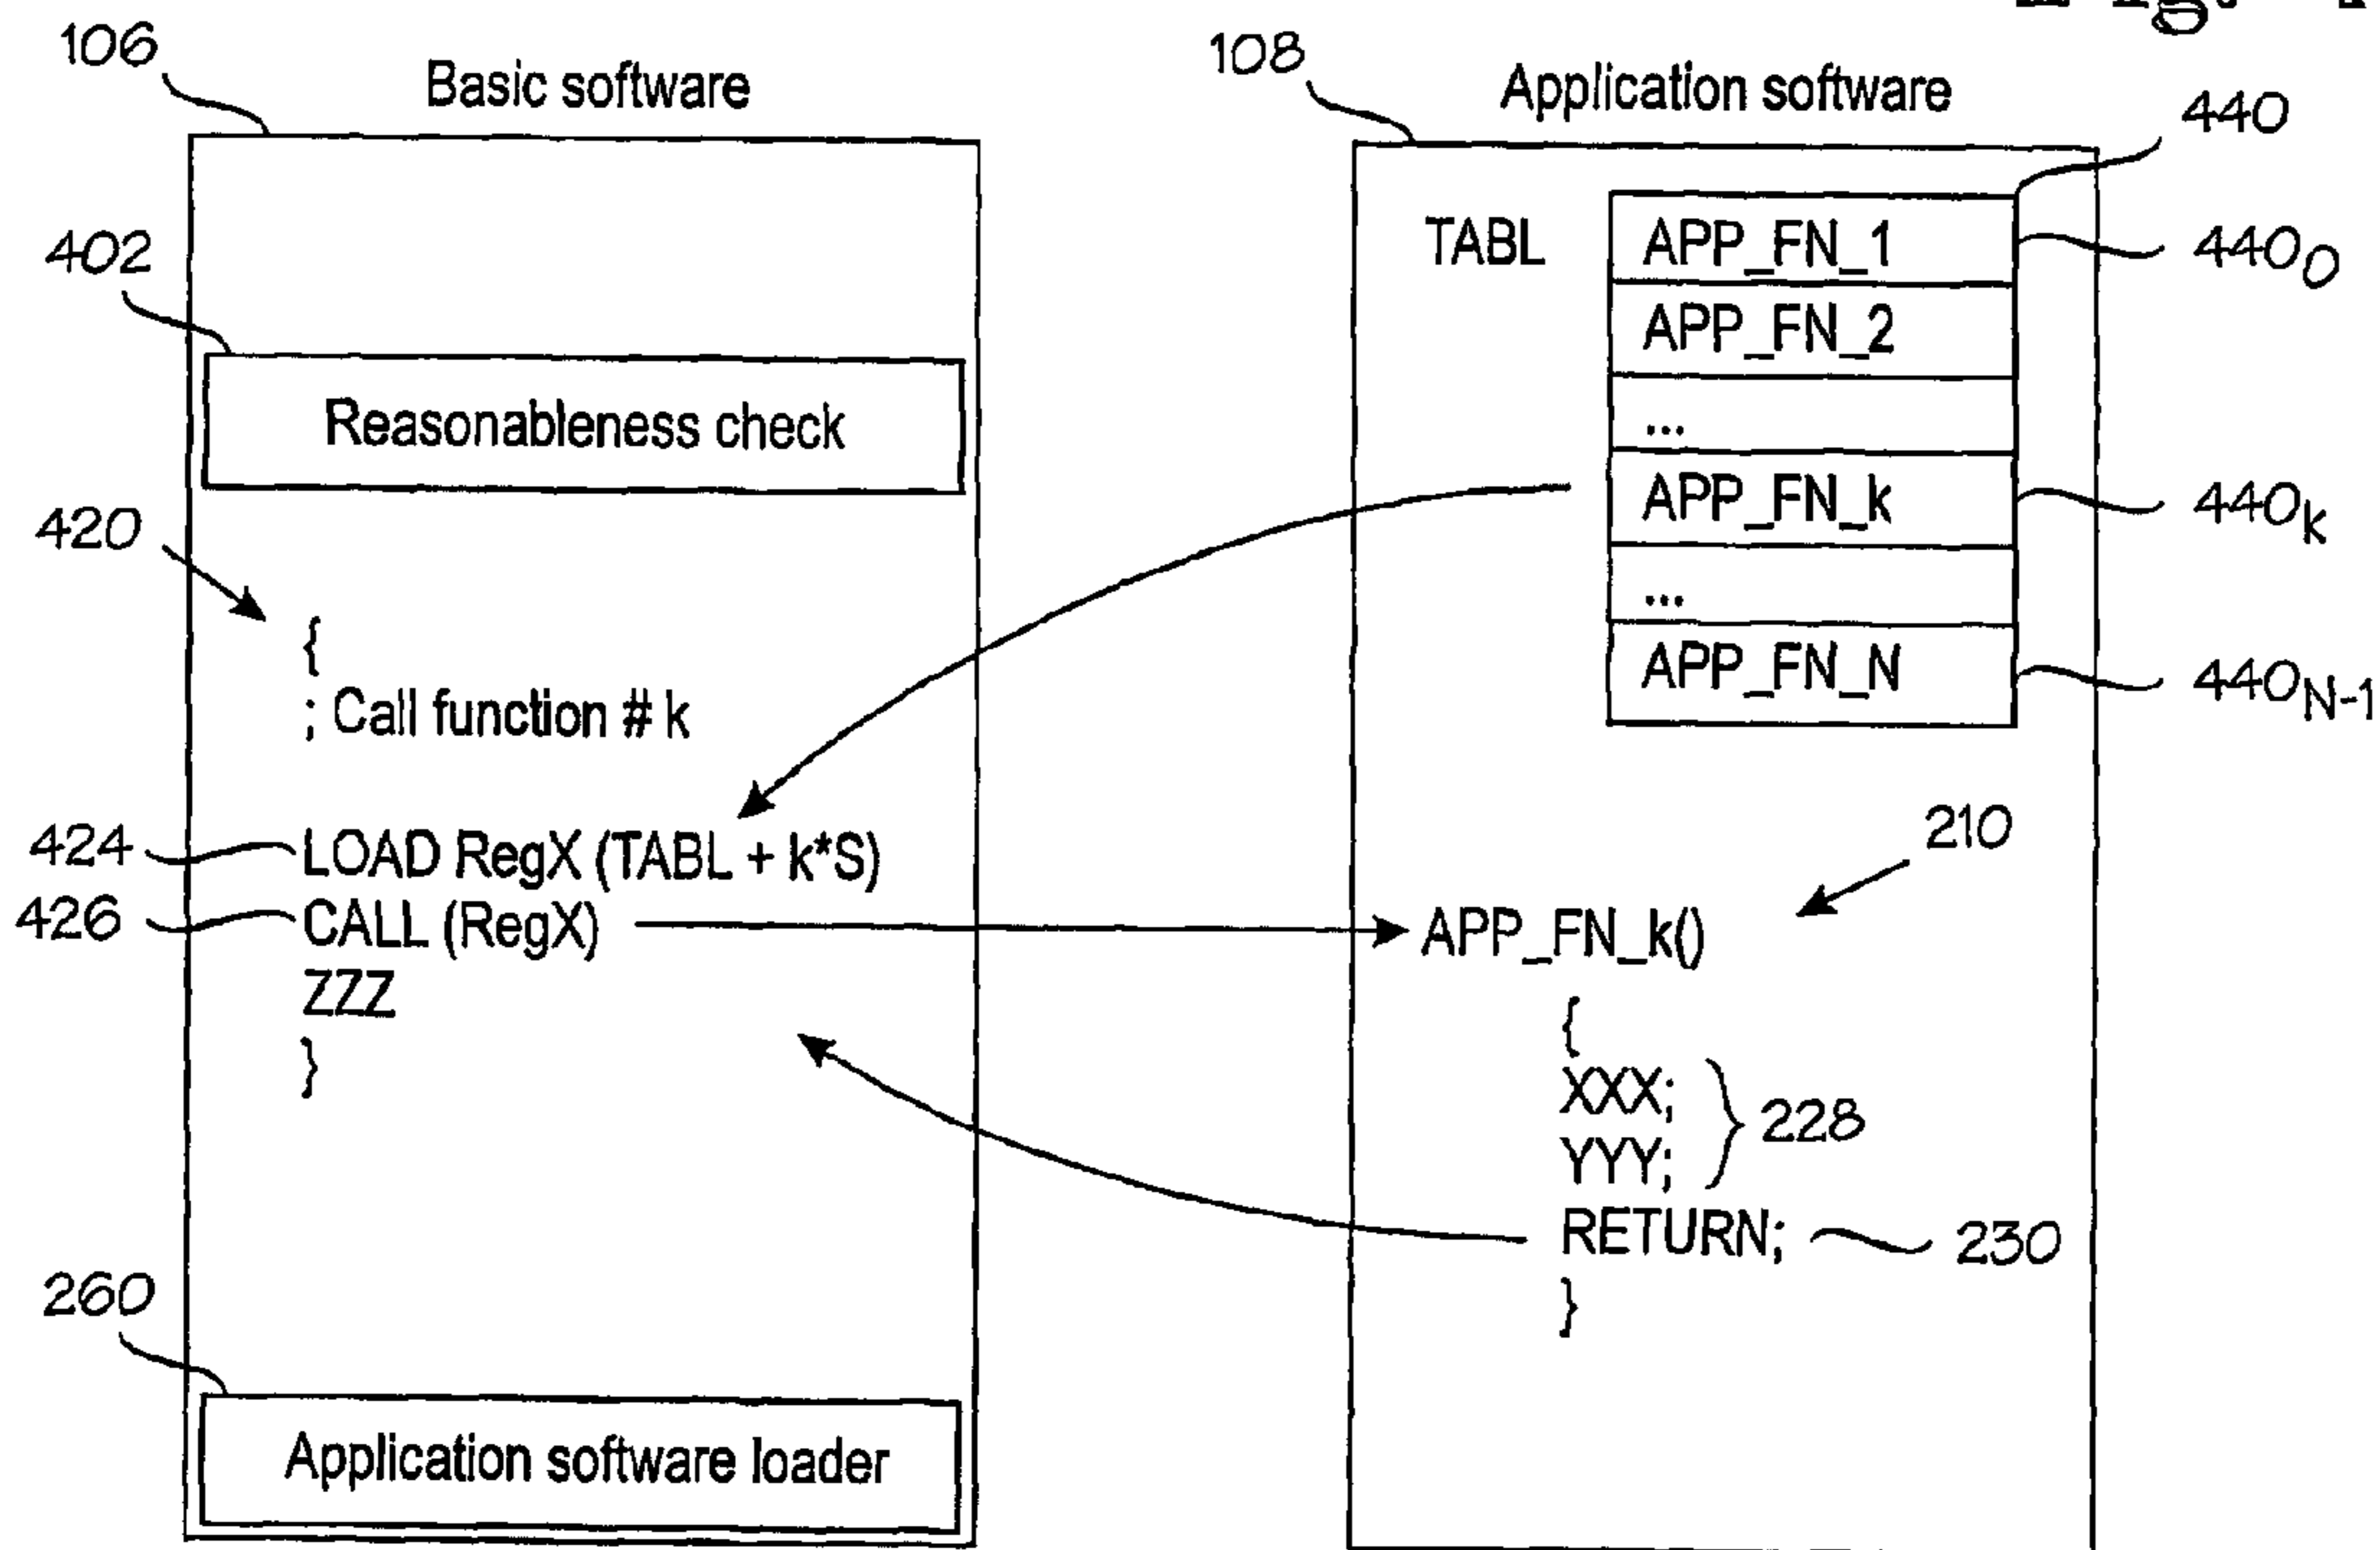 106
Basic software
402
Reasonableness check
420
{
; Call function # k
424
LOAD RegX (TABL + k*S)
426
CALL (RegX)
ZZZ
}
260
Application software loader
108
Application software
440
TABL
APP_FN_1
440₀
APP_FN_2
...
APP_FN_k
440ₖ
...
APP_FN_N
440N-1
210
APP_FN_k()
{
XXX;
YYY;
228
RETURN;
230
}